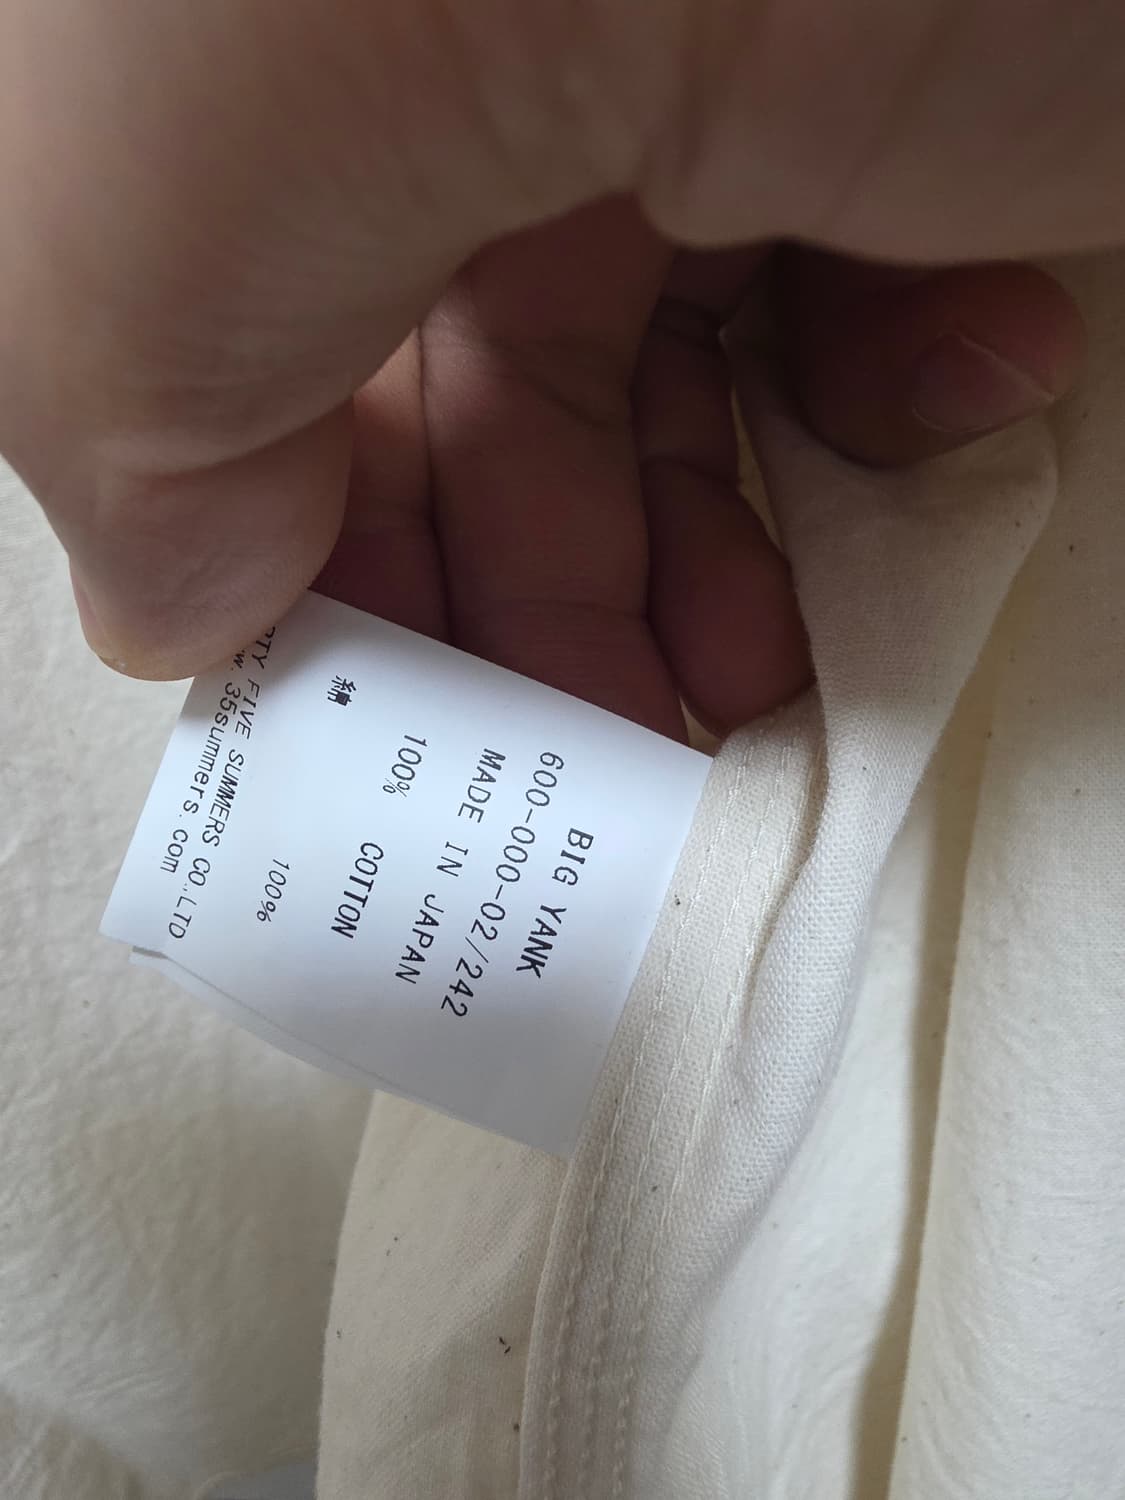 BIG YANK
600-000-02/242
MADE IN JAPAN
COTTON
100%
綿
100%
FIVE SUMMERS CO.,LTD
35summers.com